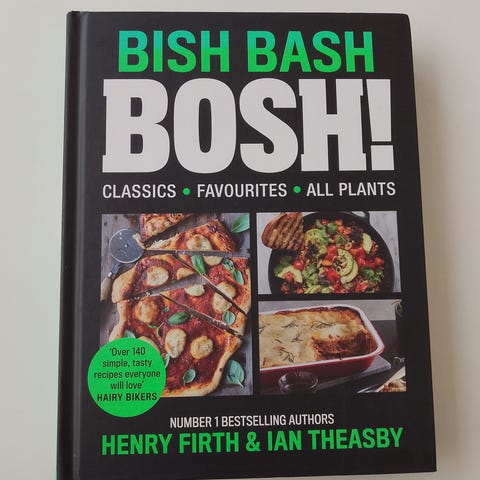 BISH BASH
BOSH!
CLASSICS • FAVOURITES • ALL PLANTS
'Over 140
simple, tasty
recipes everyone
will love'
HAIRY BIKERS
NUMBER 1 BESTSELLING AUTHORS
HENRY FIRTH & IAN THEASBY